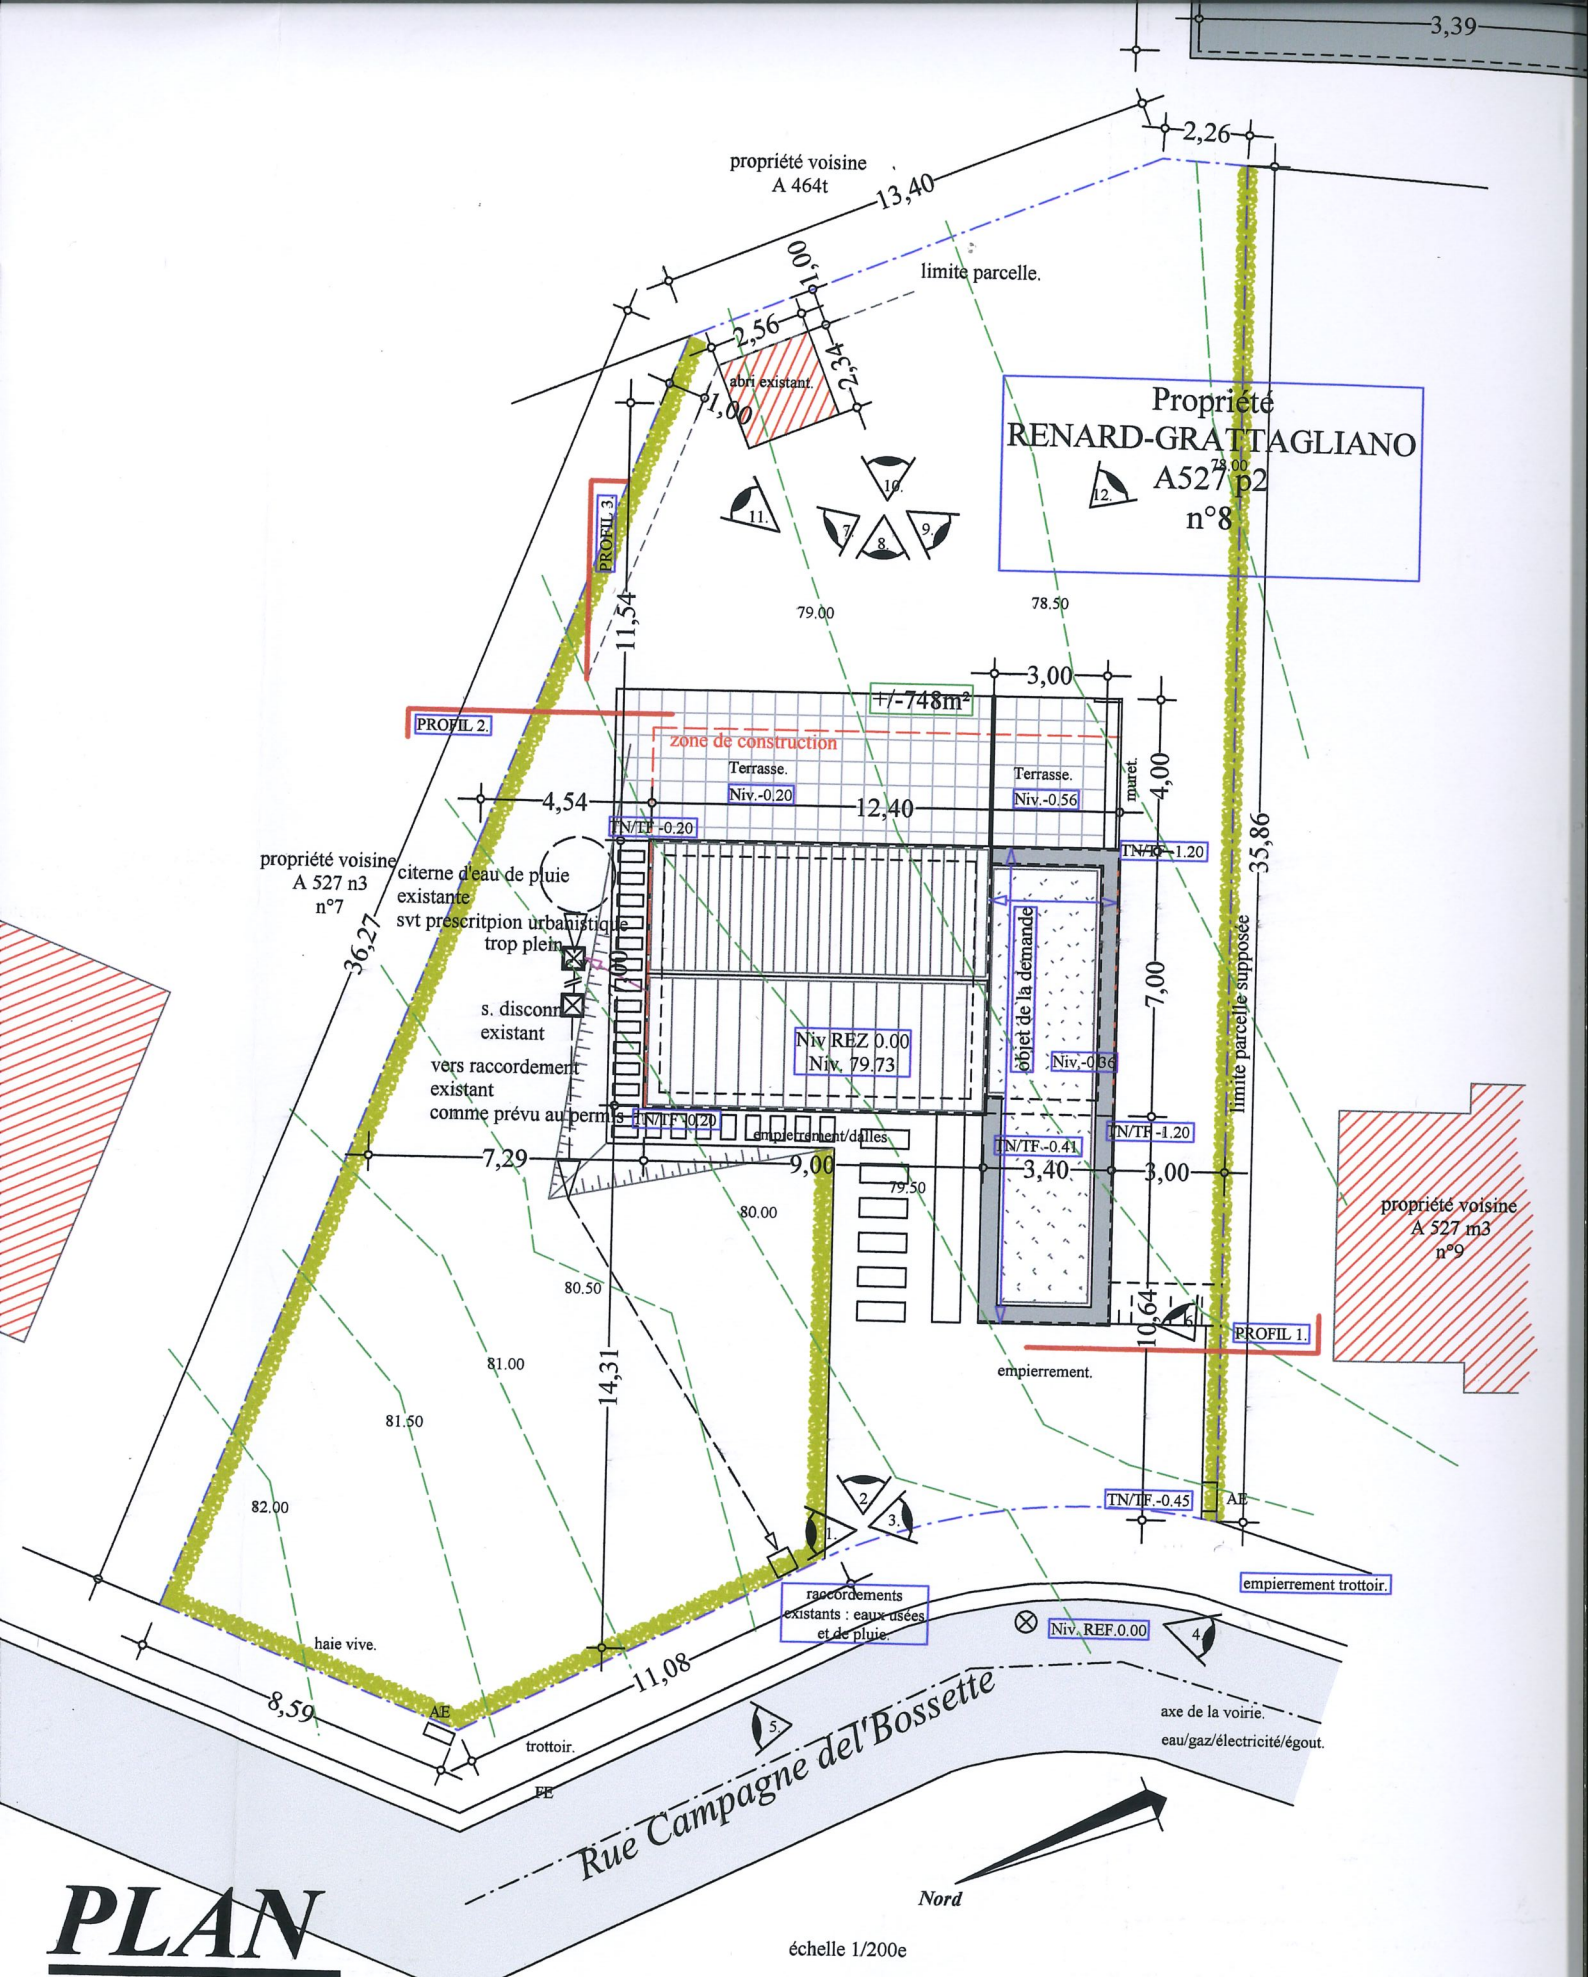 3,39
2,26
propriété voisine
A 464t
13,40
1,00
limite parcelle.
2,56
2,34
abri existant.
1,00
Propriété
RENARD-GRATTAGLIANO
78.00
A527 p2
n°8
12.
10.
11.
7.
8.
9.
PROFIL 3.
11,54
79.00
78.50
3,00
+/-748m²
PROFIL 2.
zone de construction
Terrasse.
Niv.-0.20
Terrasse.
Niv.-0.56
muret.
4,00
4,54
12,40
TN/TF -0.20
TN/TF -1.20
35,86
propriété voisine
A 527 n3
n°7
citerne d'eau de pluie
existante
svt prescritpion urbanistique
trop plein
36,27
objet de la demande
limite parcelle supposée
7,00
s. disconn
existant
Niv REZ 0.00
Niv. 79.73
Niv.-0.36
vers raccordement
existant
comme prévu au permis
TN/TF -0.20
empierrement/dalles
TN/TF.-0.41
TN/TF -1.20
7,29
9,00
3,40
3,00
79.50
80.00
propriété voisine
A 527 m3
n°9
80.50
10,64
6.
PROFIL 1.
81.00
14,31
empierrement.
81.50
82.00
2.
1.
3.
TN/TF.-0.45
AE
empierrement trottoir.
raccordements
existants : eaux usées
et de pluie.
Niv. REF.0.00
4.
haie vive.
11,08
8,59
AE
5.
trottoir.
FE
Rue Campagne del'Bossette
axe de la voirie.
eau/gaz/électricité/égout.
Nord
PLAN
échelle 1/200e